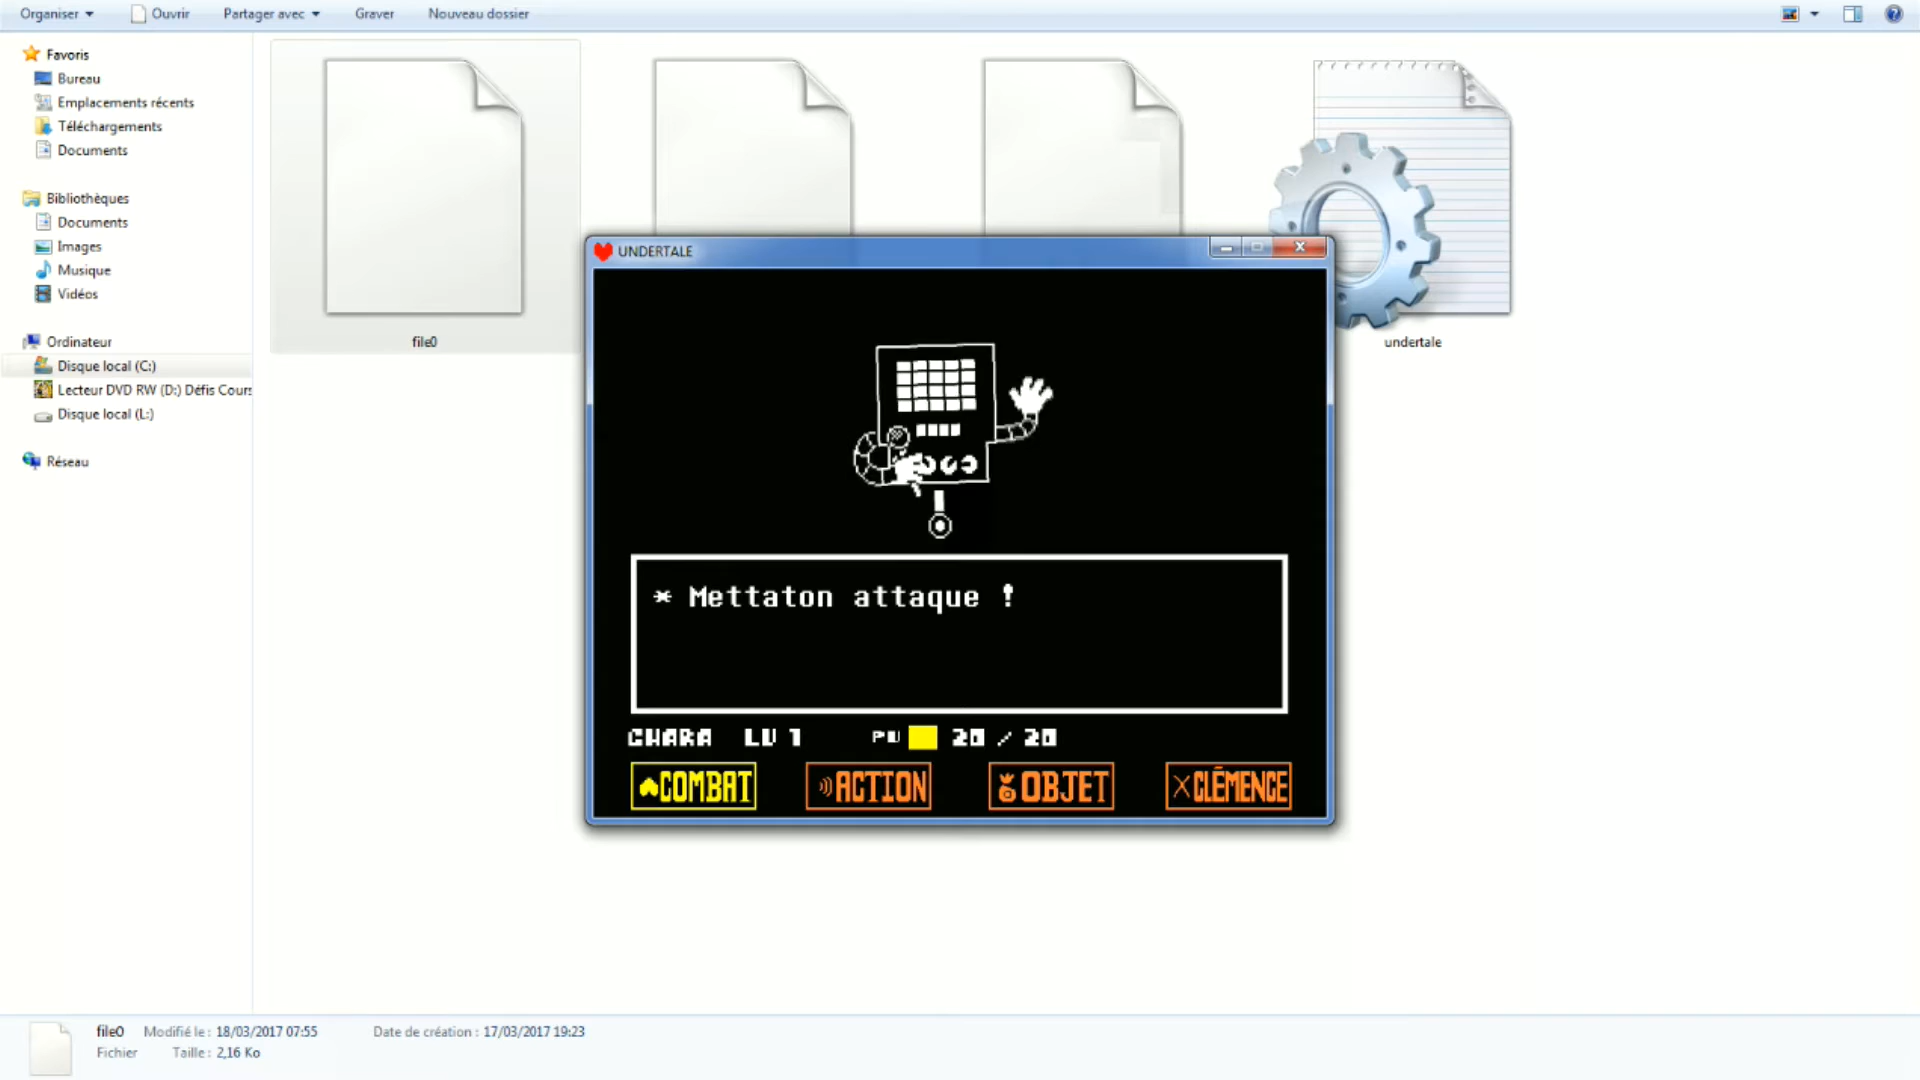 Organiser Ouvrir Partager avec Graver Nouveau dossier
Favoris
Bureau
Emplacements récents
Téléchargements
Documents
Bibliothèques
Documents
Images
Musique
Vidéos
Ordinateur
Disque local (C:)
Lecteur DVD RW (D:) Défis Cours
Disque local (L:)
Réseau
file0
undertale
UNDERTALE
* Mettaton attaque !
CHARA LV 1 PV 20 / 20
COMBAT ACTION OBJET CLÉMENCE
file0 Modifié le : 18/03/2017 07:55 Date de création : 17/03/2017 19:23
Fichier Taille : 2,16 Ko